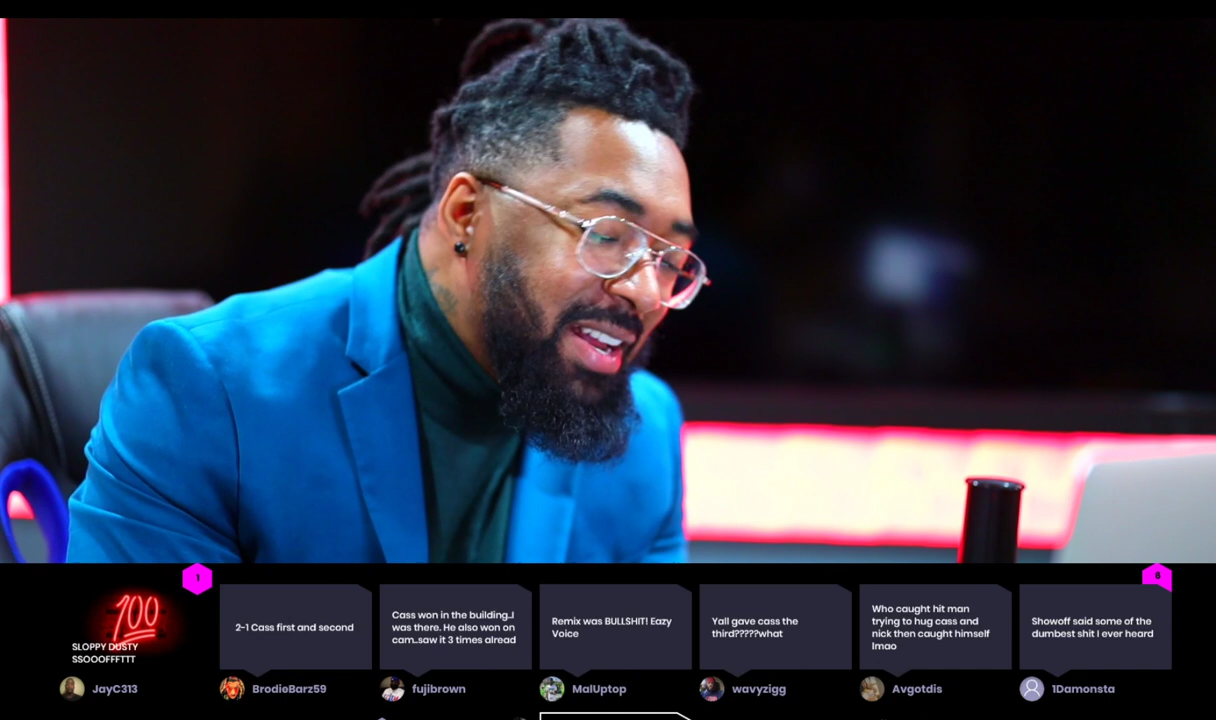 1
6
100
SLOPPY DUSTY
SSOOOFFFTTT
JayC313
2-1 Cass first and second
BrodieBarz59
Cass won in the building..I
was there. He also won on
cam..saw it 3 times alread
fujibrown
Remix was BULLSHIT! Eazy
Voice
MalUptop
Yall gave cass the
third?????what
wavyzigg
Who caught hit man
trying to hug cass and
nick then caught himself
lmao
Avgotdis
Showoff said some of the
dumbest shit I ever heard
1Damonsta